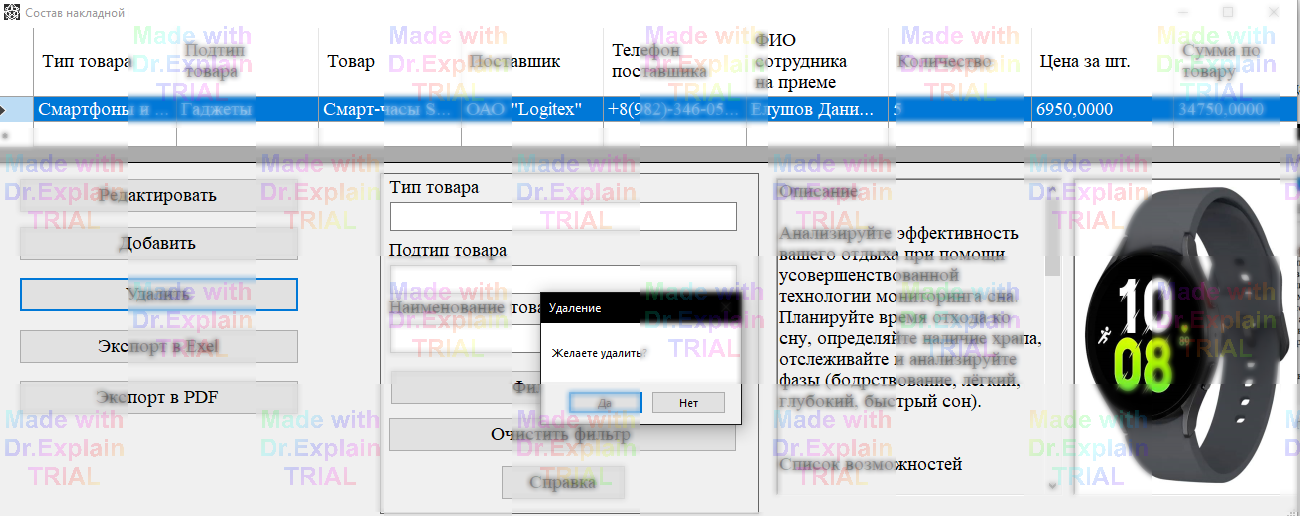 Состав накладной
Тип товара
Подтип
товара
Товар
Поставшик
Телефон
поставшика
ФИО
сотрудника
на приеме
Количество
Цена за шт.
Сумма по
товару
Смартфоны и ...
Гаджеты
Смарт-часы S...
ОАО "Logitex"
+8(982)-346-05...
Елушов Дани...
5
6950,0000
34750,0000
Редактировать
Добавить
Удалить
Экспорт в Exel
Экспорт в PDF
Тип товара
Подтип товара
Наименование това
Фил
Очистить фильтр
Справка
Удаление
Желаете удалить?
Да
Нет
Описание
Анализируйте эффективность
вашего отдыха при помощи
усовершенствованной
технологии мониторинга сна.
Планируйте время отхода ко
сну, определяйте наличие храпа,
отслеживайте и анализируйте
фазы (бодрствование, лёгкий,
глубокий, быстрый сон).
Список возможностей
10
08
Made with
Dr.Explain
TRIAL